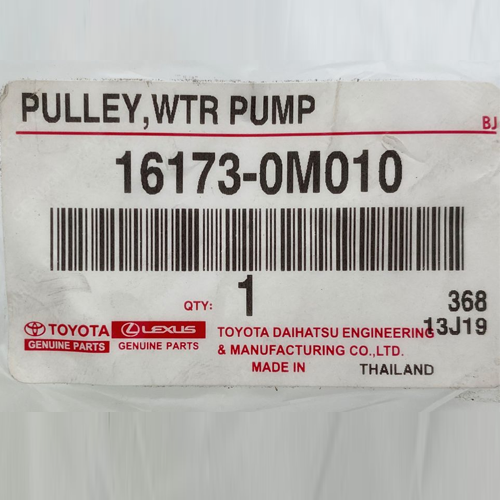 PULLEY,WTR PUMP
BJ
16173-0M010
QTY: 1
368
13J19
TOYOTA LEXUS
GENUINE PARTS GENUINE PARTS
TOYOTA DAIHATSU ENGINEERING
& MANUFACTURING CO.,LTD.
MADE IN THAILAND